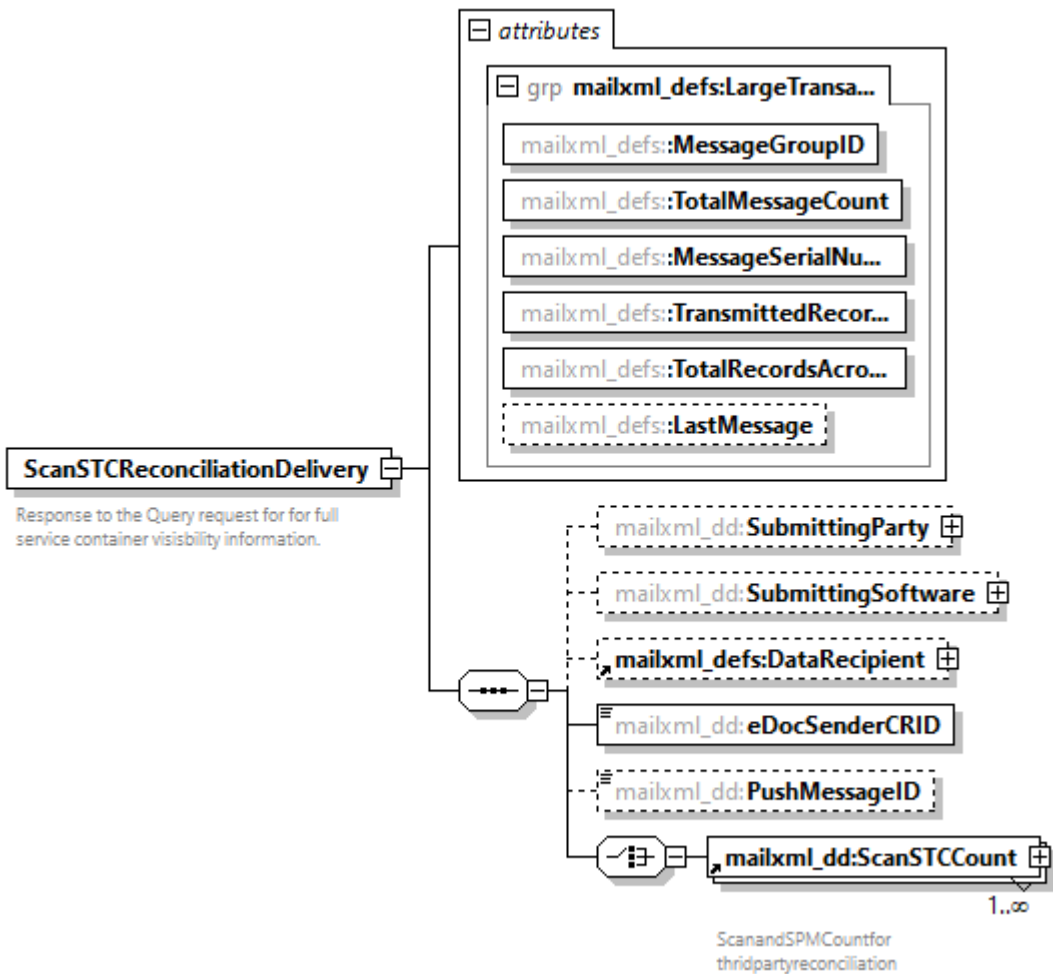 attributes
grp mailxml_defs:LargeTransa...
mailxml_defs::MessageGroupID
mailxml_defs::TotalMessageCount
mailxml_defs::MessageSerialNu...
mailxml_defs::TransmittedRecor...
mailxml_defs::TotalRecordsAcro...
mailxml_defs::LastMessage
ScanSTCReconciliationDelivery
Response to the Query request for for full
service container visisbility information.
mailxml_dd:SubmittingParty
mailxml_dd:SubmittingSoftware
mailxml_defs:DataRecipient
mailxml_dd:eDocSenderCRID
mailxml_dd:PushMessageID
mailxml_dd:ScanSTCCount
1..∞
ScanandSPMCountfor
thridpartyreconciliation